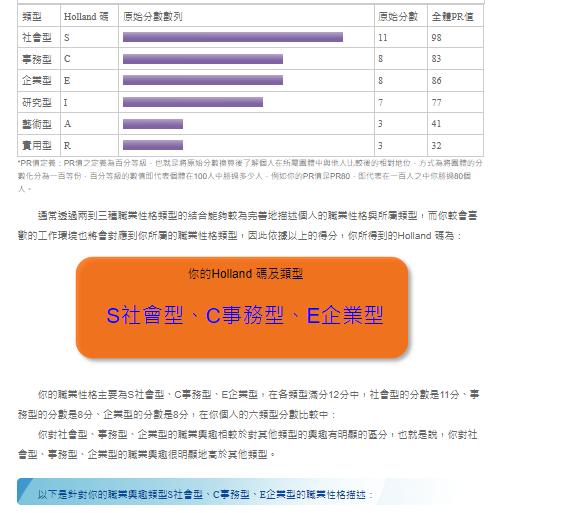 類型 Holland 碼 原始分數數列 原始分數 全體PR值
社會型 S 11 98
事務型 C 8 83
企業型 E 8 86
研究型 I 7 77
藝術型 A 3 41
實用型 R 3 32
*PR值定義：PR值之定義為百分等級，也就是將原始分數換算後了解個人在所屬團體中與他人比較後的相對地位，方式為將團體的分
數化分為一百等份，百分等級的數值即代表個體在100人中勝過多少人，例如你的PR值是PR80，即代表在一百人之中你勝過80個
人。
通常透過兩到三種職業性格類型的結合能夠較為完善地描述個人的職業性格與所屬類型，而你較會喜
歡的工作環境也將會對應到你所屬的職業性格類型，因此依據以上的得分，你所得到的Holland 碼為：
你的Holland 碼及類型
S社會型、C事務型、E企業型
你的職業性格主要為S社會型、C事務型、E企業型，在各類型滿分12分中，社會型的分數是11分、事
務型的分數是8分、企業型的分數是8分，在你個人的六類型分數比較中：
你對社會型、事務型、企業型的職業興趣相較於對其他類型的興趣有明顯的區分，也就是說，你對社
會型、事務型、企業型的職業興趣很明顯地高於其他類型。
以下是針對你的職業興趣類型S社會型、C事務型、E企業型的職業性格描述：